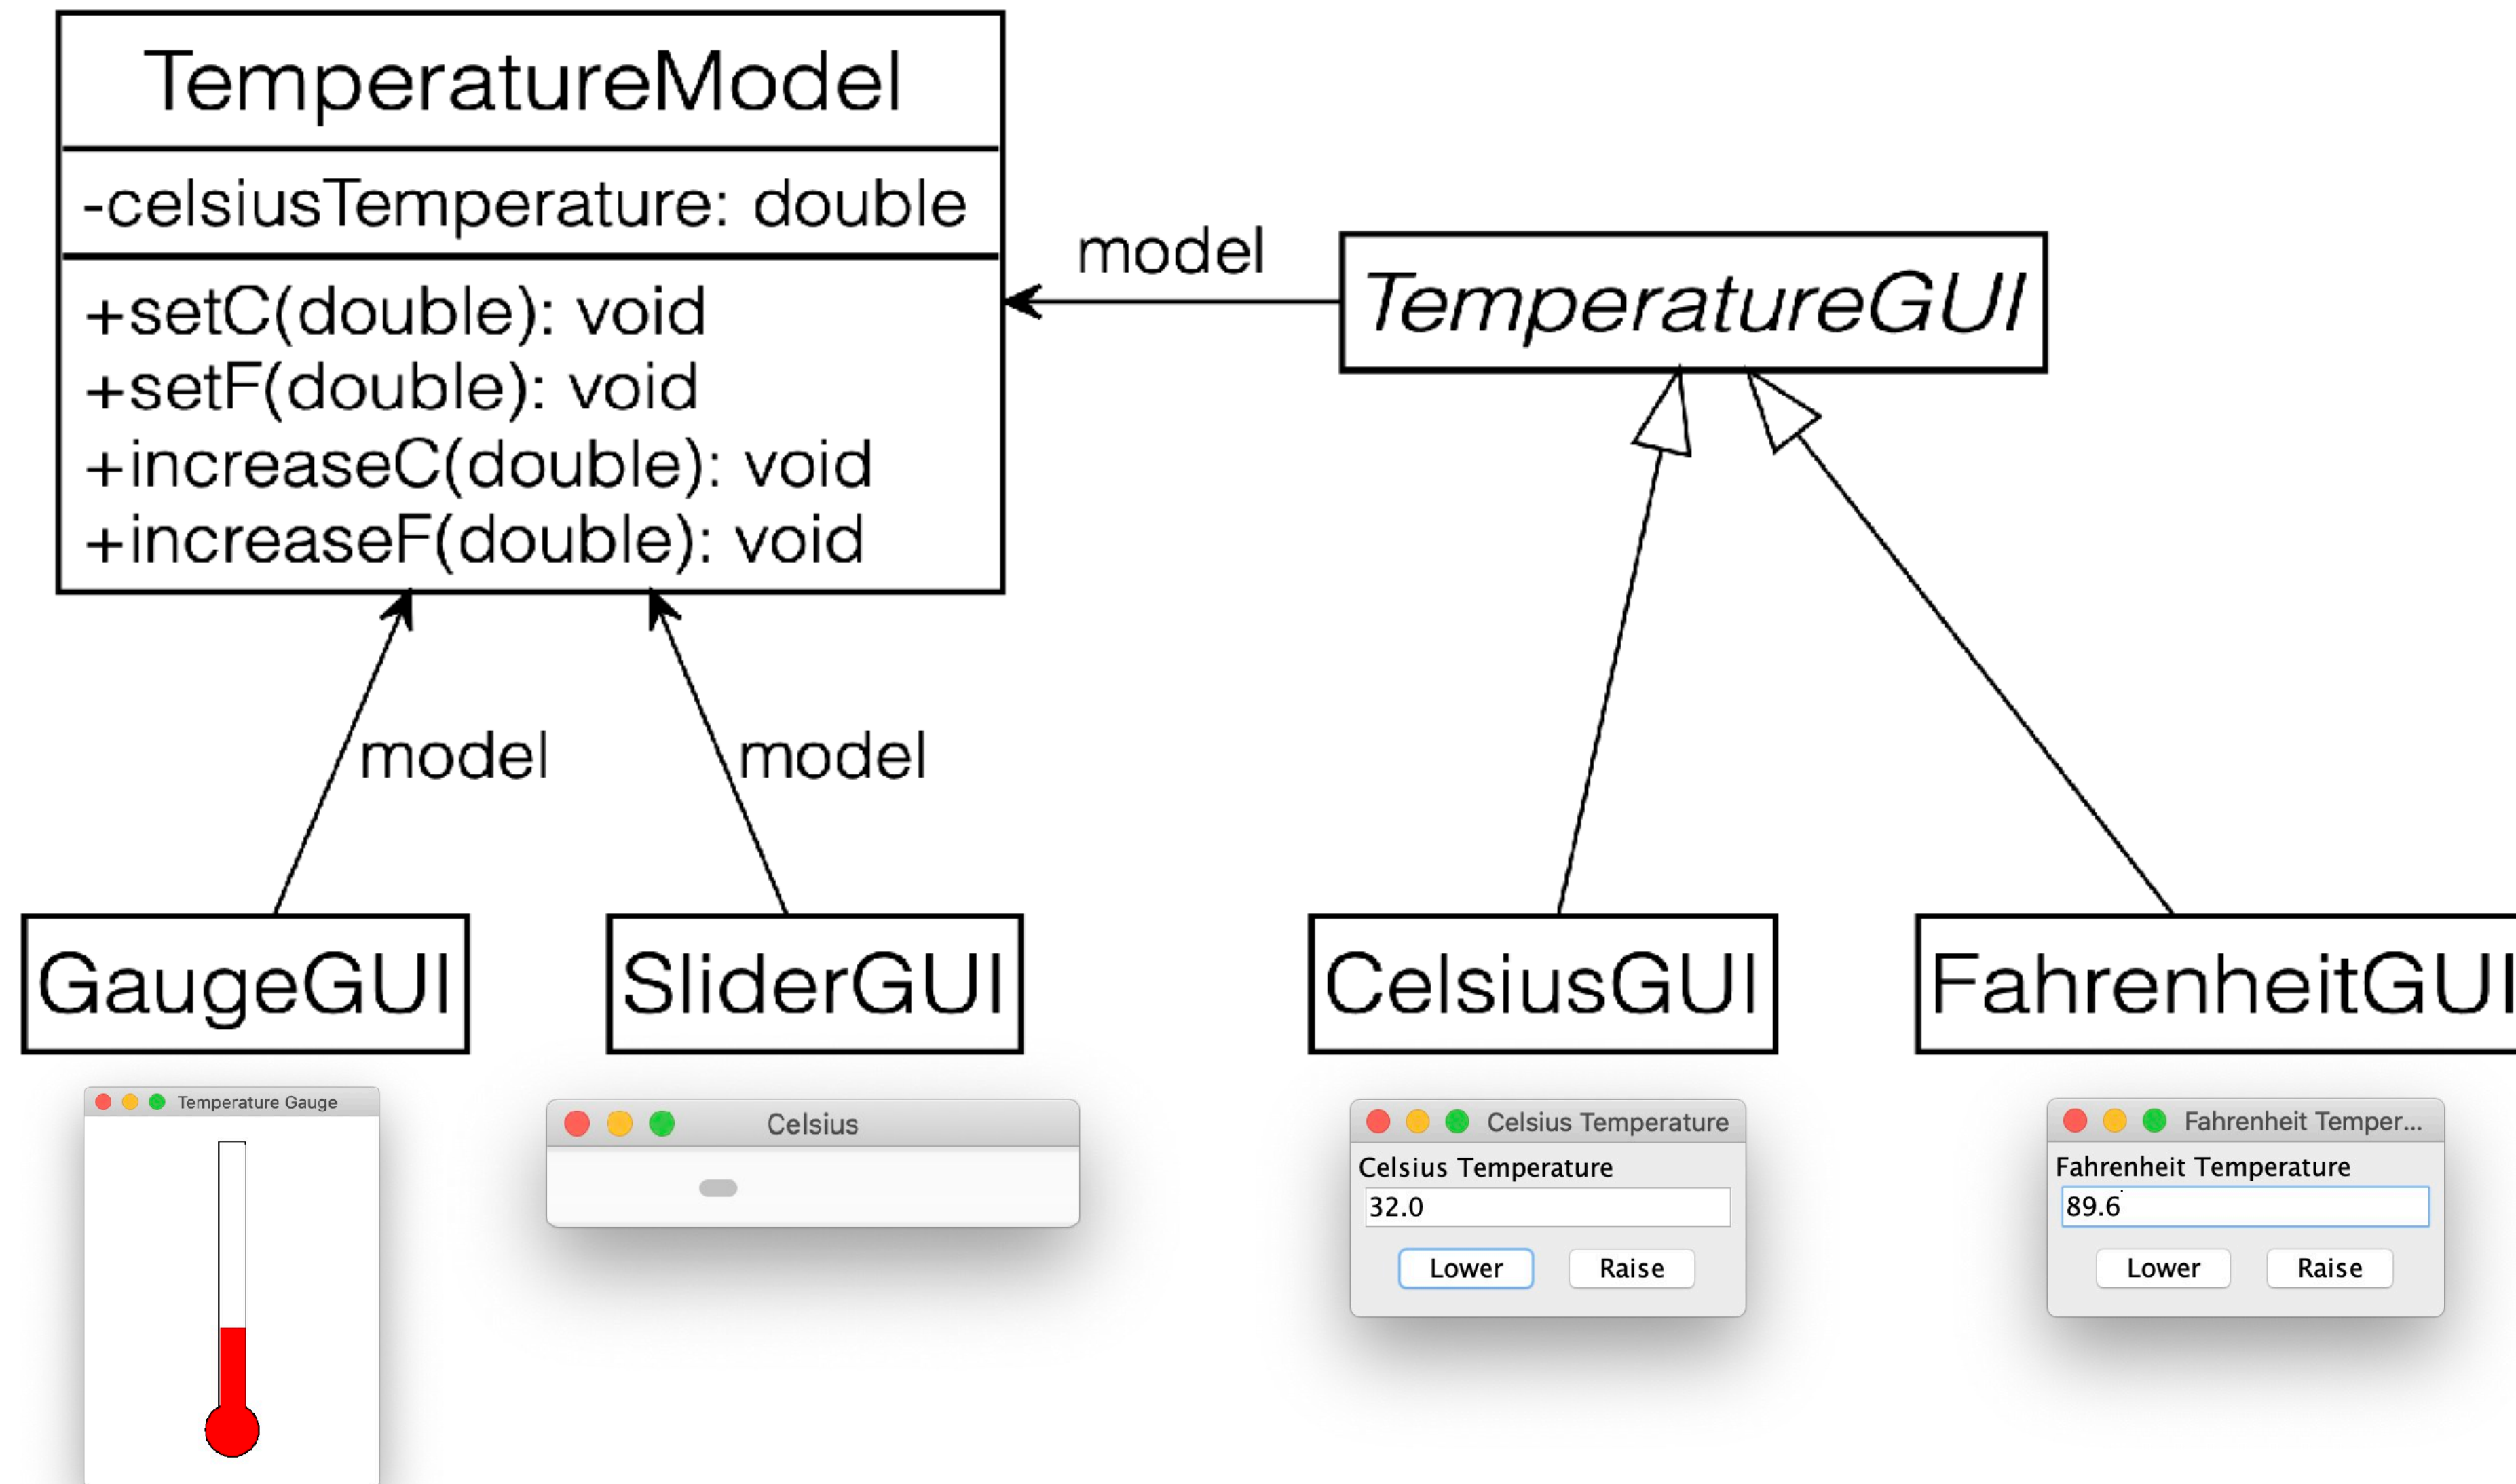 TemperatureModel
-celsiusTemperature: double
+setC(double): void
+setF(double): void
+increaseC(double): void
+increaseF(double): void
model
TemperatureGUI
model
model
GaugeGUI
SliderGUI
CelsiusGUI
FahrenheitGUI
Temperature Gauge
Celsius
Celsius Temperature
Celsius Temperature
32.0
Lower
Raise
Fahrenheit Temper...
Fahrenheit Temperature
89.6
Lower
Raise